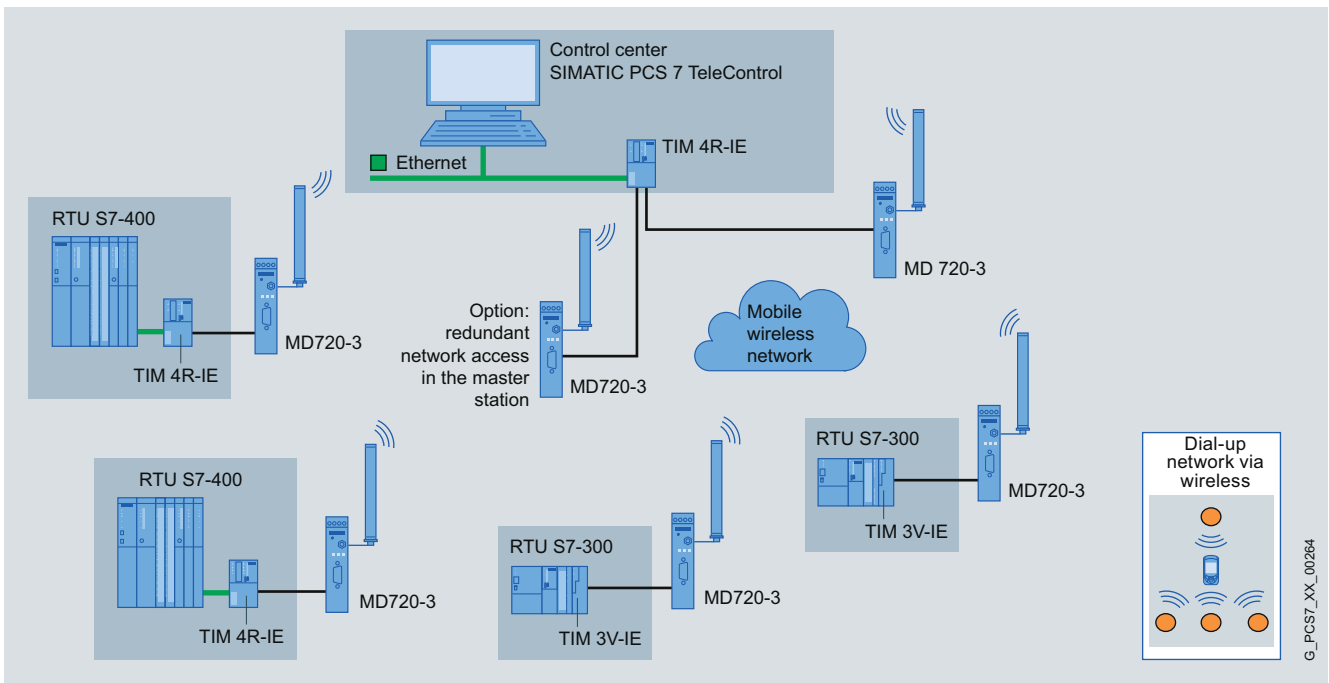 Control center
SIMATIC PCS 7 TeleControl
TIM 4R-IE
Ethernet
RTU S7-400
MD720-3
TIM 4R-IE
Option:
redundant
network access
in the master
station
MD720-3
MD 720-3
Mobile
wireless
network
RTU S7-400
MD720-3
TIM 4R-IE
RTU S7-300
MD720-3
TIM 3V-IE
RTU S7-300
MD720-3
TIM 3V-IE
Dial-up
network via
wireless
G_PCS7_XX_00264